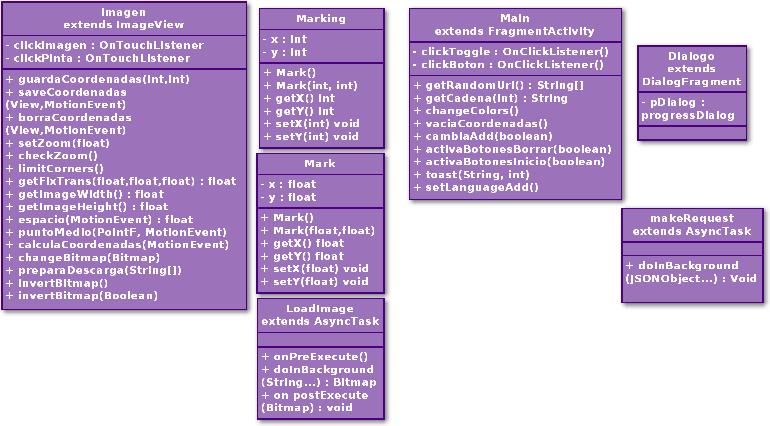 Imagen
extends ImageView
- clickImagen : OnTouchListener
- clickPinta : OnTouchListener
+ guardaCoordenadas(int,int)
+ saveCoordenadas
(View,MotionEvent)
+ borraCoordenadas
(View,MotionEvent)
+ setZoom(float)
+ checkZoom()
+ limitCorners()
+ getFixTrans(float,float,float) : float
+ getImageWidth() : float
+ getImageHeight() : float
+ espacio(MotionEvent) : float
+ puntoMedio(PointF, MotionEvent)
+ calculaCoordenadas(MotionEvent)
+ changeBitmap(Bitmap)
+ preparaDescarga(String[])
+ invertBitmap()
+ invertBitmap(Boolean)
Marking
- x : int
- y : int
+ Mark()
+ Mark(int, int)
+ getX() int
+ getY() int
+ setX(int) void
+ setY(int) void
Mark
- x : float
- y : float
+ Mark()
+ Mark(float,float)
+ getX() float
+ getY() float
+ setX(float) void
+ setY(float) void
LoadImage
extends AsyncTask
+ onPreExecute()
+ doInBackground
(String...) : Bitmap
+ on postExecute
(Bitmap) : void
Main
extends FragmentActivity
- clickToggle : OnClickListener()
- clickBoton : OnClickListener()
+ getRandomUrl() : String[]
+ getCadena(int) : String
+ changeColors()
+ vaciaCoordenadas()
+ cambiaAdd(boolean)
+ activaBotonesBorrar(boolean)
+ activaBotonesInicio(boolean)
+ toast(String, int)
+ setLanguageAdd()
Dialogo
extends
DialogFragment
- pDialog :
progressDialog
makeRequest
extends AsyncTask
+ doInBackground
(JSONObject...) : Void